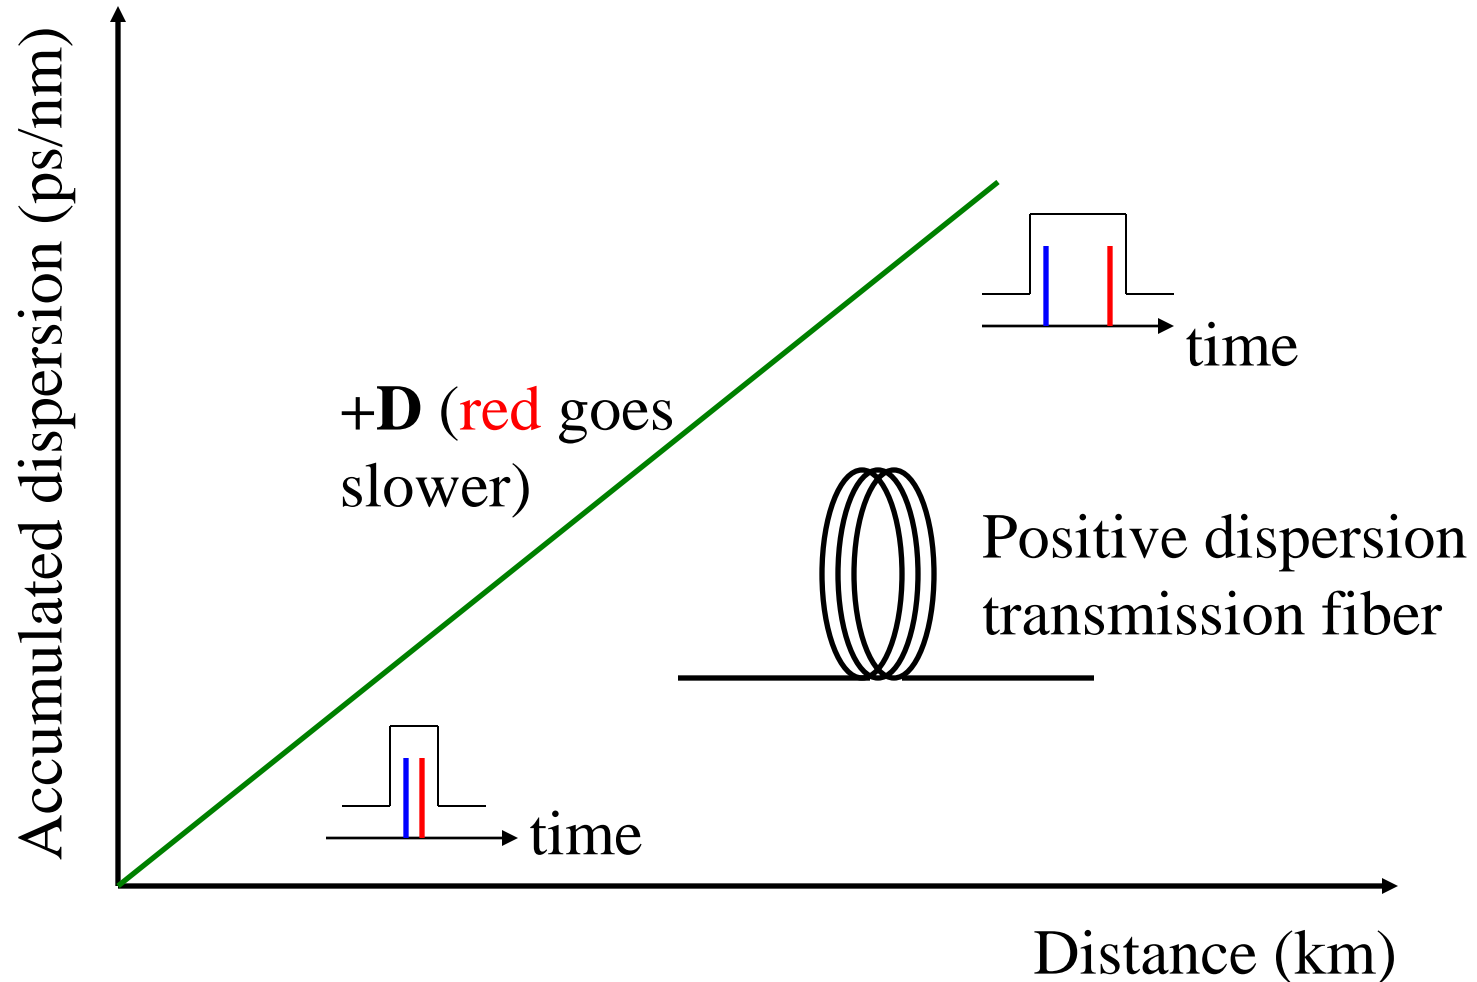 Accumulated dispersion (ps/nm)
+D (red goes
slower)
time
Positive dispersion
transmission fiber
time
Distance (km)